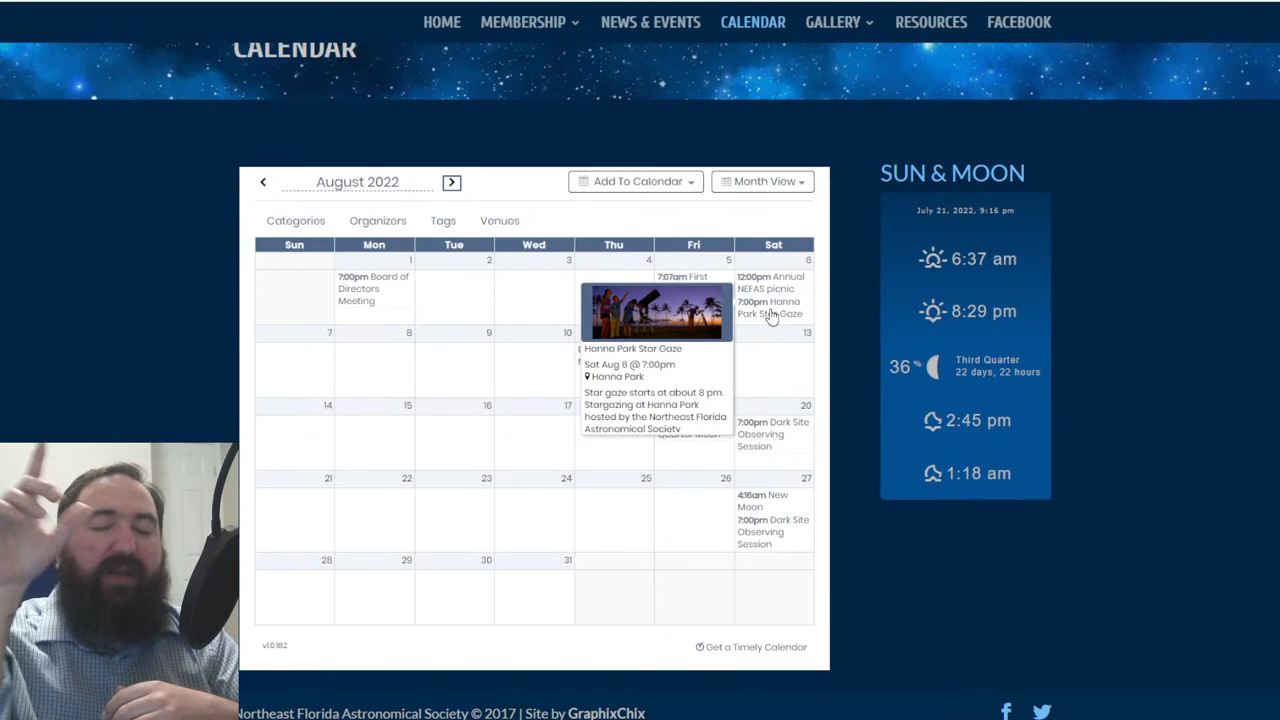 HOME MEMBERSHIP NEWS & EVENTS CALENDAR GALLERY RESOURCES FACEBOOK
CALENDAR
August 2022
Add To Calendar
Month View
Categories Organizers Tags Venues
Sun Mon Tue Wed Thu Fri Sat
1 2 3 4 5 6
7:00pm Board of
Directors
Meeting
7:07am First
12:00pm Annual
NEFAS picnic
7:00pm Hanna
Park Star Gaze
Hanna Park Star Gaze
Sat Aug 6 @ 7:00pm
Hanna Park
Star gaze starts at about 8 pm.
Stargazing at Hanna Park
hosted by the Northeast Florida
Astronomical Society
7 8 9 10 13
14 15 16 17 20
Quarter Moon
7:00pm Dark Site
Observing
Session
21 22 23 24 25 26 27
4:16am New
Moon
7:00pm Dark Site
Observing
Session
28 29 30 31
v1.0.182
Get a Timely Calendar
SUN & MOON
July 21, 2022, 9:16 pm
6:37 am
8:29 pm
36 %
Third Quarter
22 days, 22 hours
2:45 pm
1:18 am
Northeast Florida Astronomical Society © 2017 | Site by GraphixChix